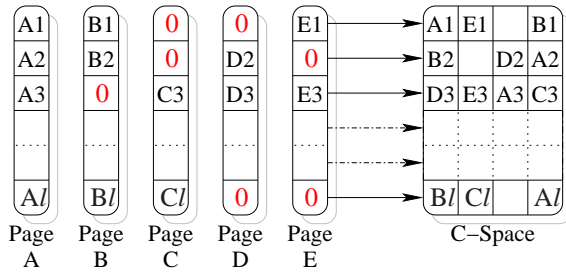 A1 B1 0 0 E1 A1 E1 B1
A2 B2 0 D2 0 B2 D2 A2
A3 0 C3 D3 E3 D3 E3 A3 C3
Al Bl Cl 0 0 Bl Cl Al
Page Page Page Page Page C-Space
A B C D E